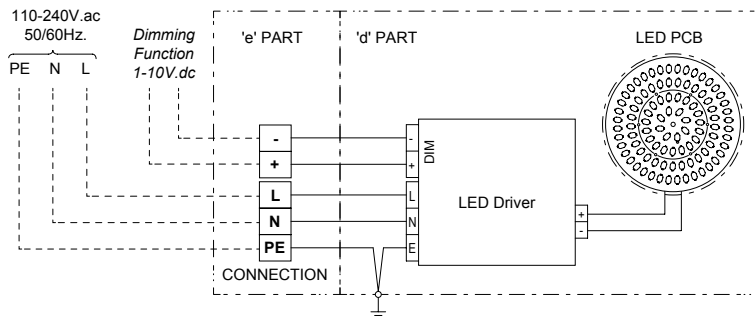 110-240V.ac
50/60Hz.
PE N L
Dimming
Function
1-10V.dc
'e' PART
'd' PART
LED PCB
-
+
L
N
PE
CONNECTION
-
+
DIM
L
N
E
LED Driver
+
-